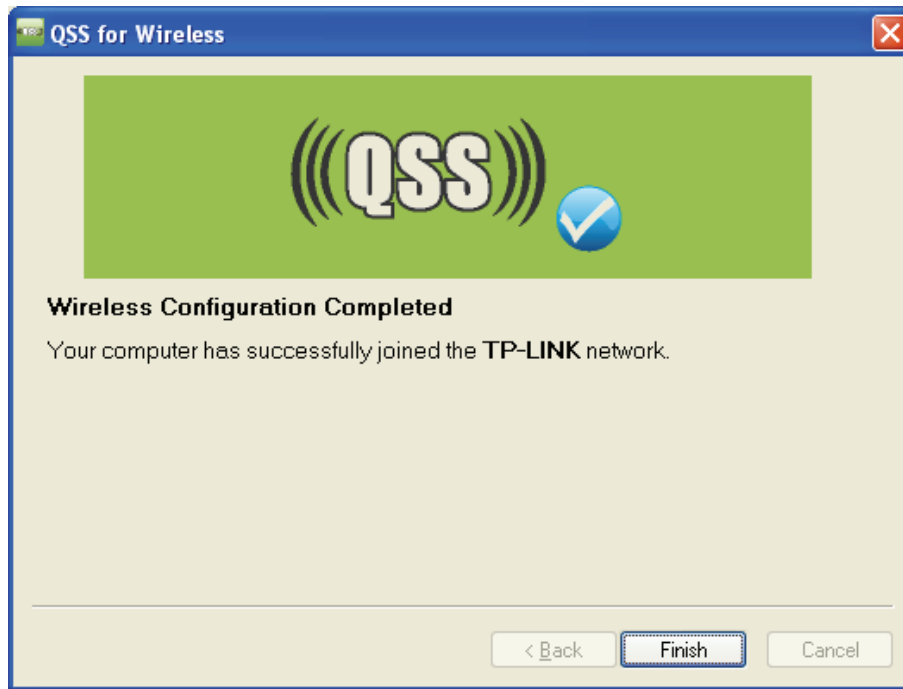 QSS for Wireless
QSS
Wireless Configuration Completed
Your computer has successfully joined the TP-LINK network.
< Back Finish Cancel